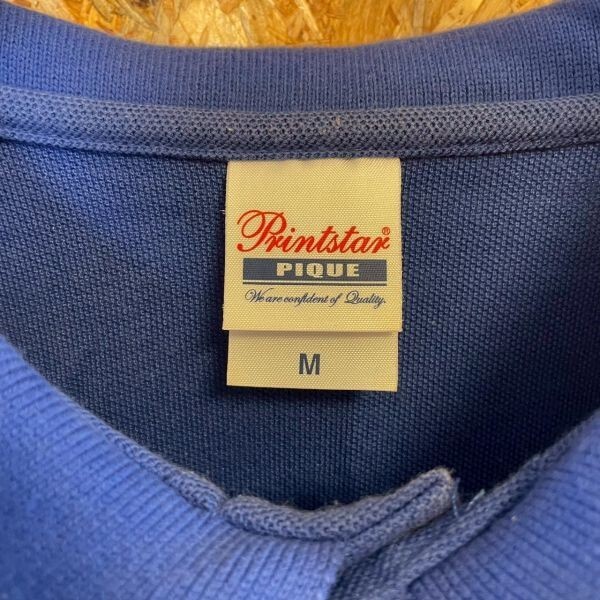 Printstar®
PIQUE
We are confident of Quality.
M